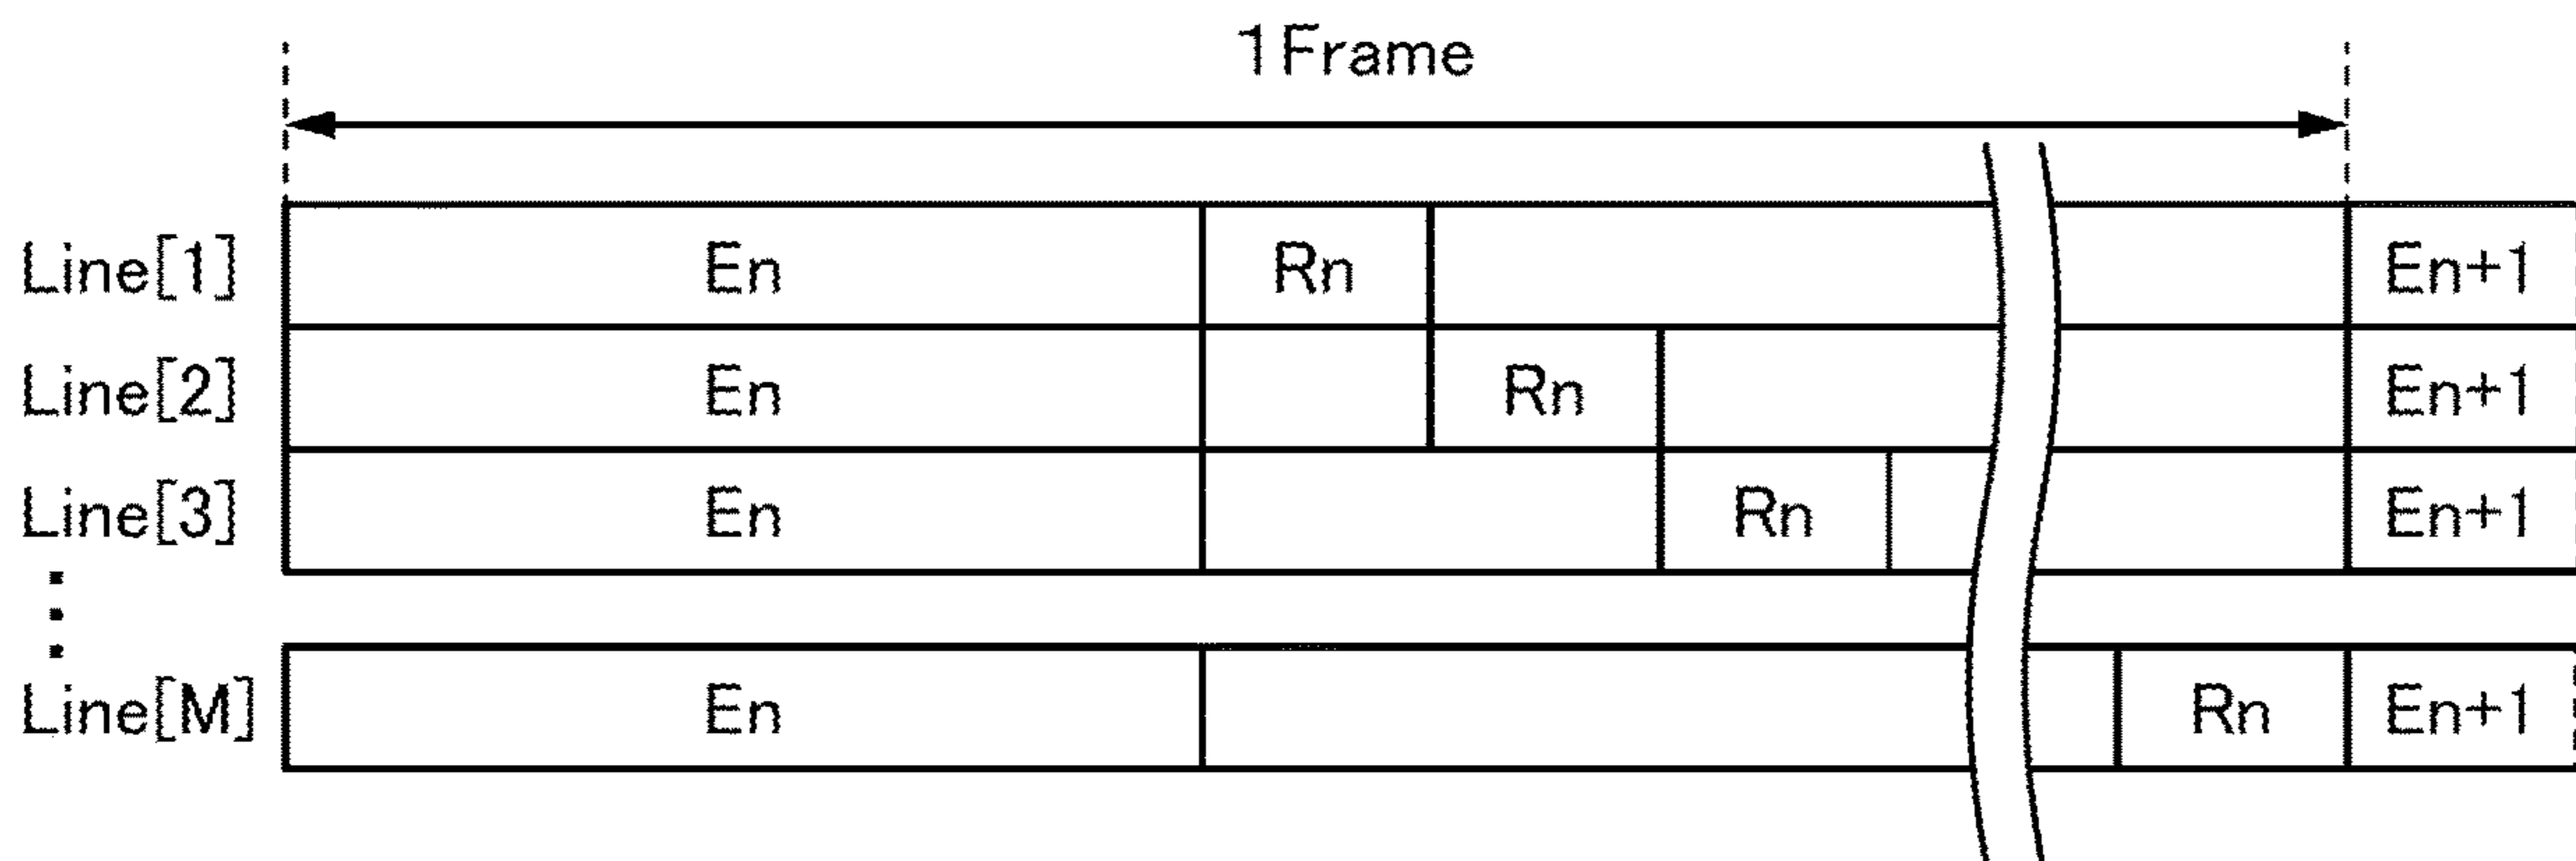 1Frame
Line[1] En Rn En+1
Line[2] En Rn En+1
Line[3] En Rn En+1
Line[M] En Rn En+1